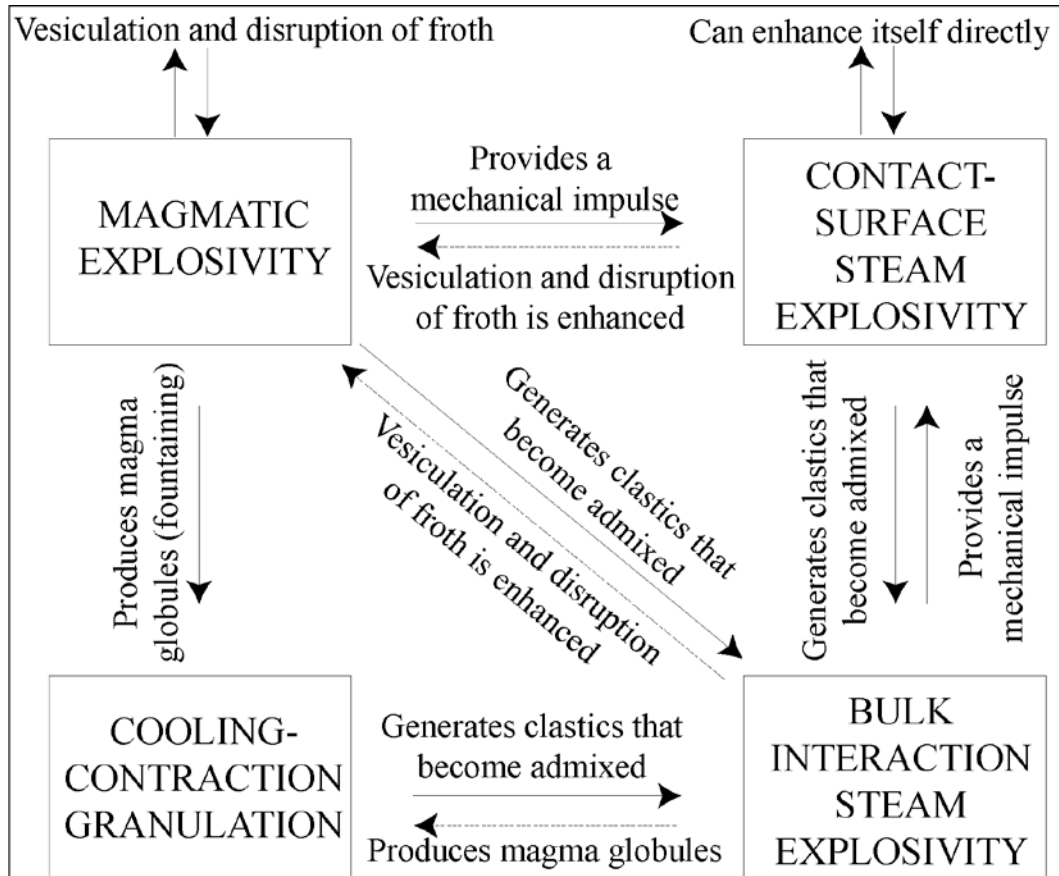 Vesiculation and disruption of froth
Can enhance itself directly
MAGMATIC
EXPLOSIVITY
Provides a
mechanical impulse
Vesiculation and disruption
of froth is enhanced
CONTACT-
SURFACE
STEAM
EXPLOSIVITY
Produces magma
globules (fountaining)
Generates clastics that
become admixed
Vesiculation and disruption
of froth is enhanced
Generates clastics that
become admixed
Provides a
mechanical impulse
COOLING-
CONTRACTION
GRANULATION
Generates clastics that
become admixed
Produces magma globules
BULK
INTERACTION
STEAM
EXPLOSIVITY